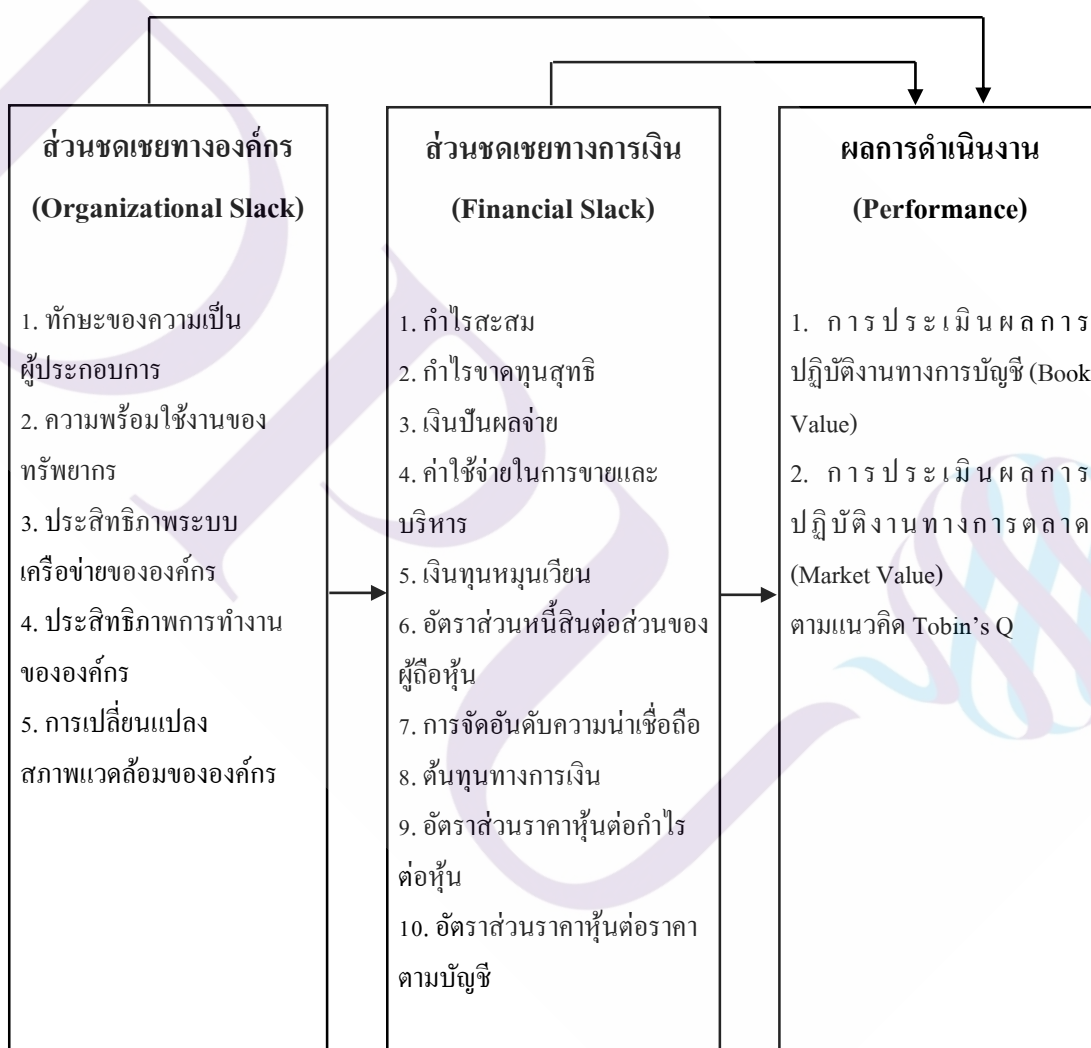 ส่วนชดเชยทางองค์กร
(Organizational Slack)
1. ทักษะของความเป็น
ผู้ประกอบการ
2. ความพร้อมใช้งานของ
ทรัพยากร
3. ประสิทธิภาพระบบ
เครือข่ายขององค์กร
4. ประสิทธิภาพการทำงาน
ขององค์กร
5. การเปลี่ยนแปลง
สภาพแวดล้อมขององค์กร
ส่วนชดเชยทางการเงิน
(Financial Slack)
1. กำไรสะสม
2. กำไรขาดทุนสุทธิ
3. เงินปันผลจ่าย
4. ค่าใช้จ่ายในการขายและ
บริหาร
5. เงินทุนหมุนเวียน
6. อัตราส่วนหนี้สินต่อส่วนของ
ผู้ถือหุ้น
7. การจัดอันดับความน่าเชื่อถือ
8. ต้นทุนทางการเงิน
9. อัตราส่วนราคาหุ้นต่อกำไร
ต่อหุ้น
10. อัตราส่วนราคาหุ้นต่อราคา
ตามบัญชี
ผลการดำเนินงาน
(Performance)
1. การประเมินผลการ
ปฏิบัติงานทางการบัญชี (Book
Value)
2. การประเมินผลการ
ปฏิบัติงานทางการตลาด
(Market Value)
ตามแนวคิด Tobin's Q